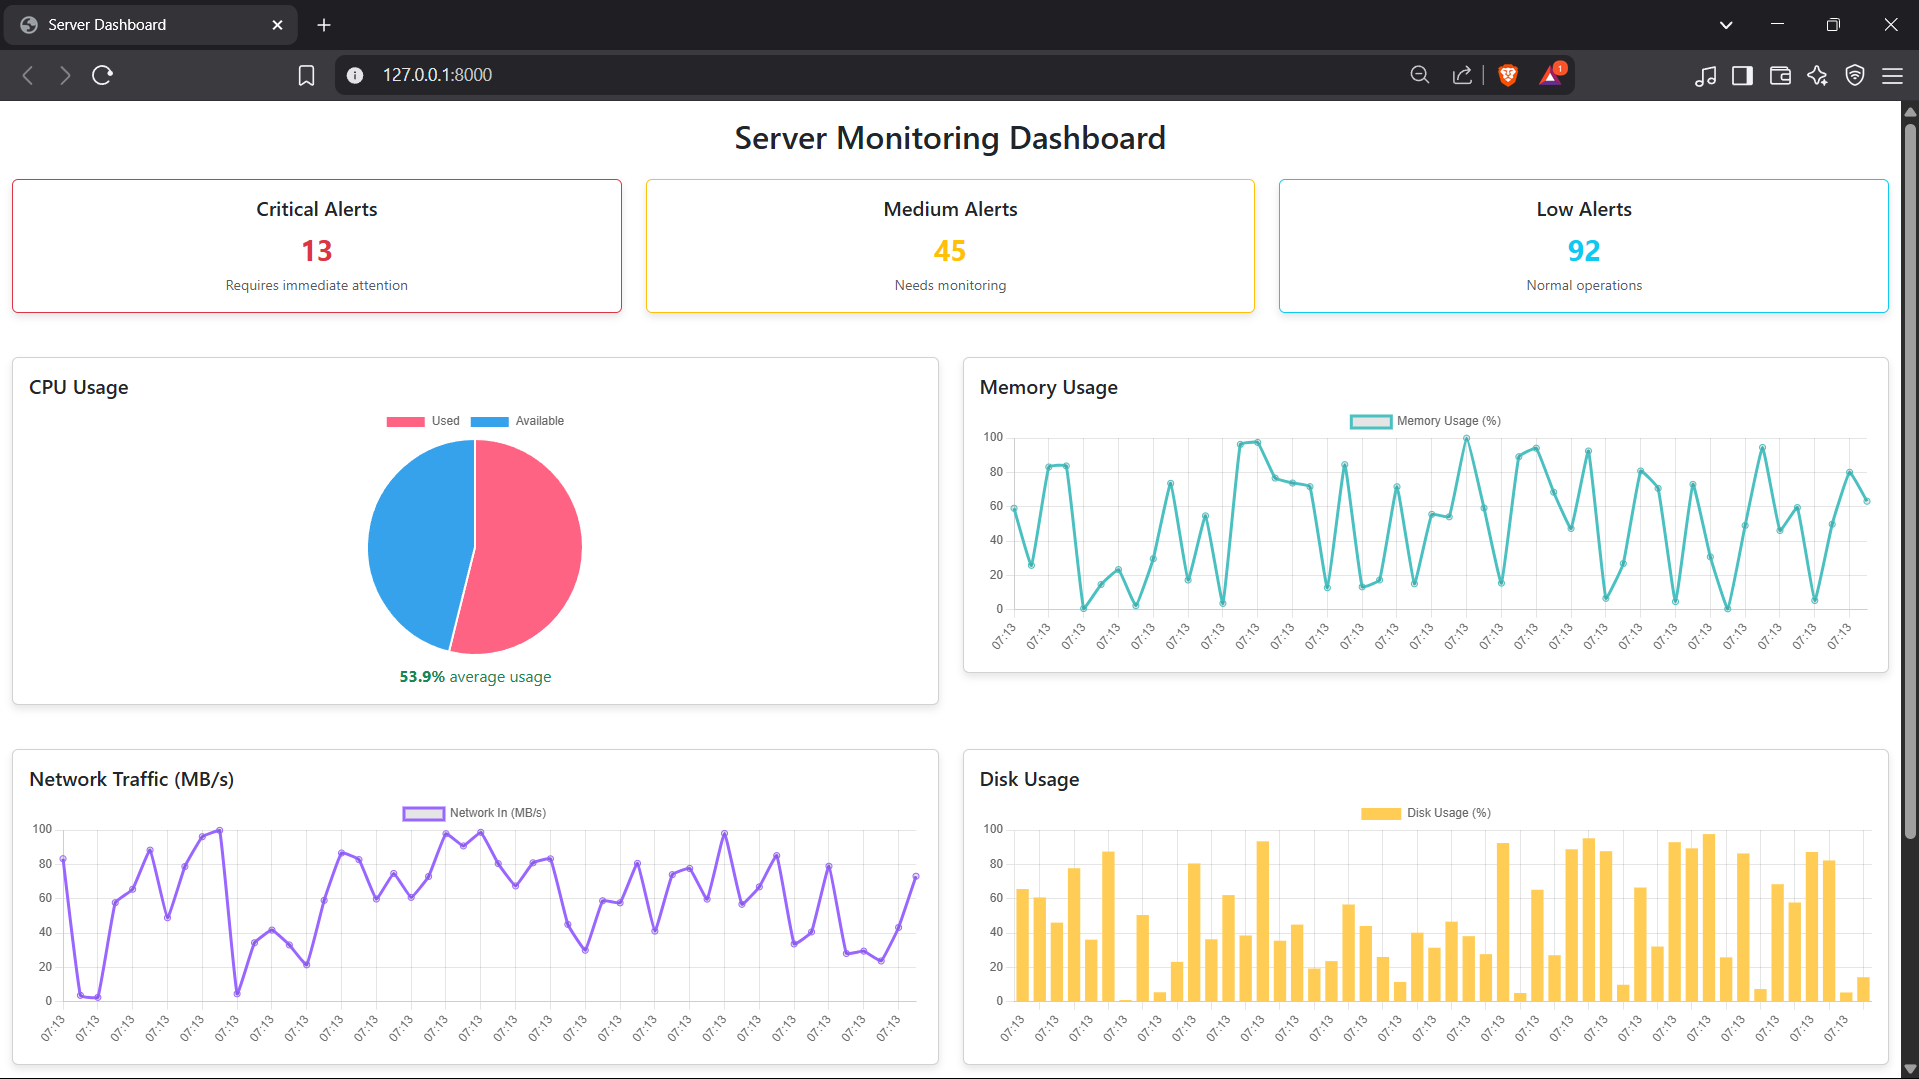 Server Dashboard
127.0.0.1:8000
1
Server Monitoring Dashboard
Critical Alerts
13
Requires immediate attention
Medium Alerts
45
Needs monitoring
Low Alerts
92
Normal operations
CPU Usage
Used Available
53.9% average usage
Memory Usage
Memory Usage (%)
100
80
60
40
20
0
07:13 07:13 07:13 07:13 07:13 07:13 07:13 07:13 07:13 07:13 07:13 07:13 07:13 07:13 07:13 07:13 07:13 07:13 07:13 07:13 07:13 07:13 07:13 07:13 07:13
Network Traffic (MB/s)
Network In (MB/s)
100
80
60
40
20
0
07:13 07:13 07:13 07:13 07:13 07:13 07:13 07:13 07:13 07:13 07:13 07:13 07:13 07:13 07:13 07:13 07:13 07:13 07:13 07:13 07:13 07:13 07:13 07:13 07:13
Disk Usage
Disk Usage (%)
100
80
60
40
20
0
07:13 07:13 07:13 07:13 07:13 07:13 07:13 07:13 07:13 07:13 07:13 07:13 07:13 07:13 07:13 07:13 07:13 07:13 07:13 07:13 07:13 07:13 07:13 07:13 07:13